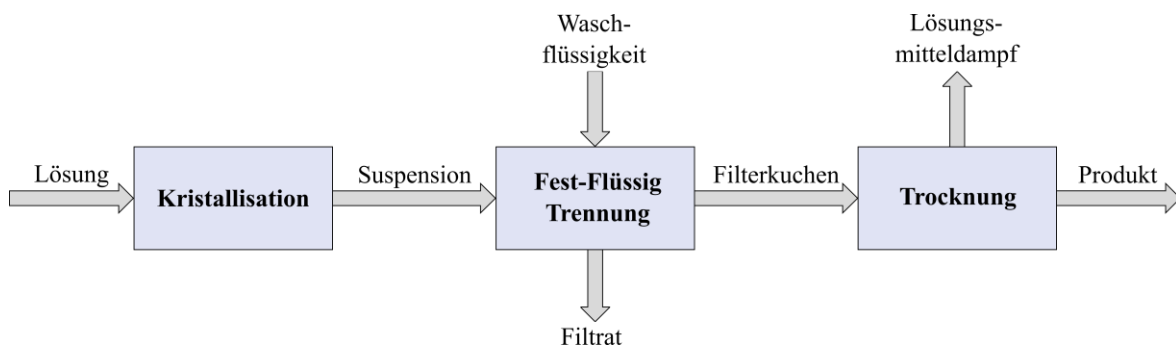 Wasch-
flüssigkeit
Lösungs-
mitteldampf
Lösung
Kristallisation
Suspension
Fest-Flüssig
Trennung
Filterkuchen
Trocknung
Produkt
Filtrat